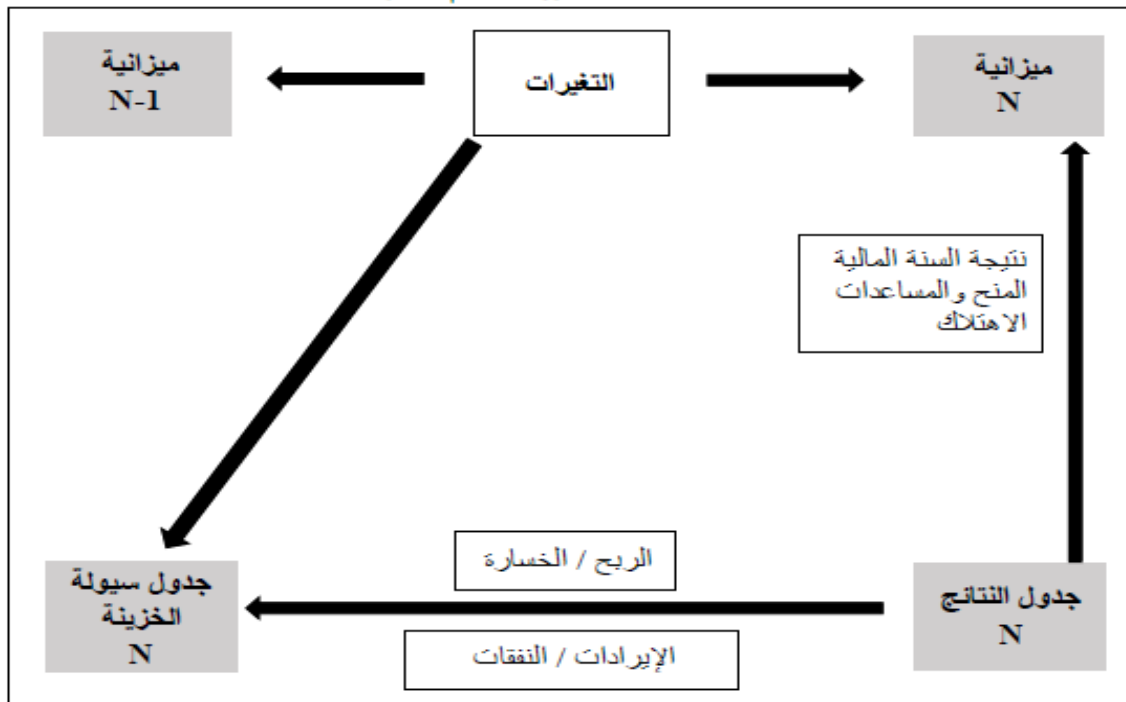 ميزانية
N
التغيرات
ميزانية
N-1
نتيجة السنة المالية
المنح والمساعدات
الاهتلاك
الربح / الخسارة
جدول النتائج
N
جدول سيولة
الخزينة
N
الإيرادات / النفقات